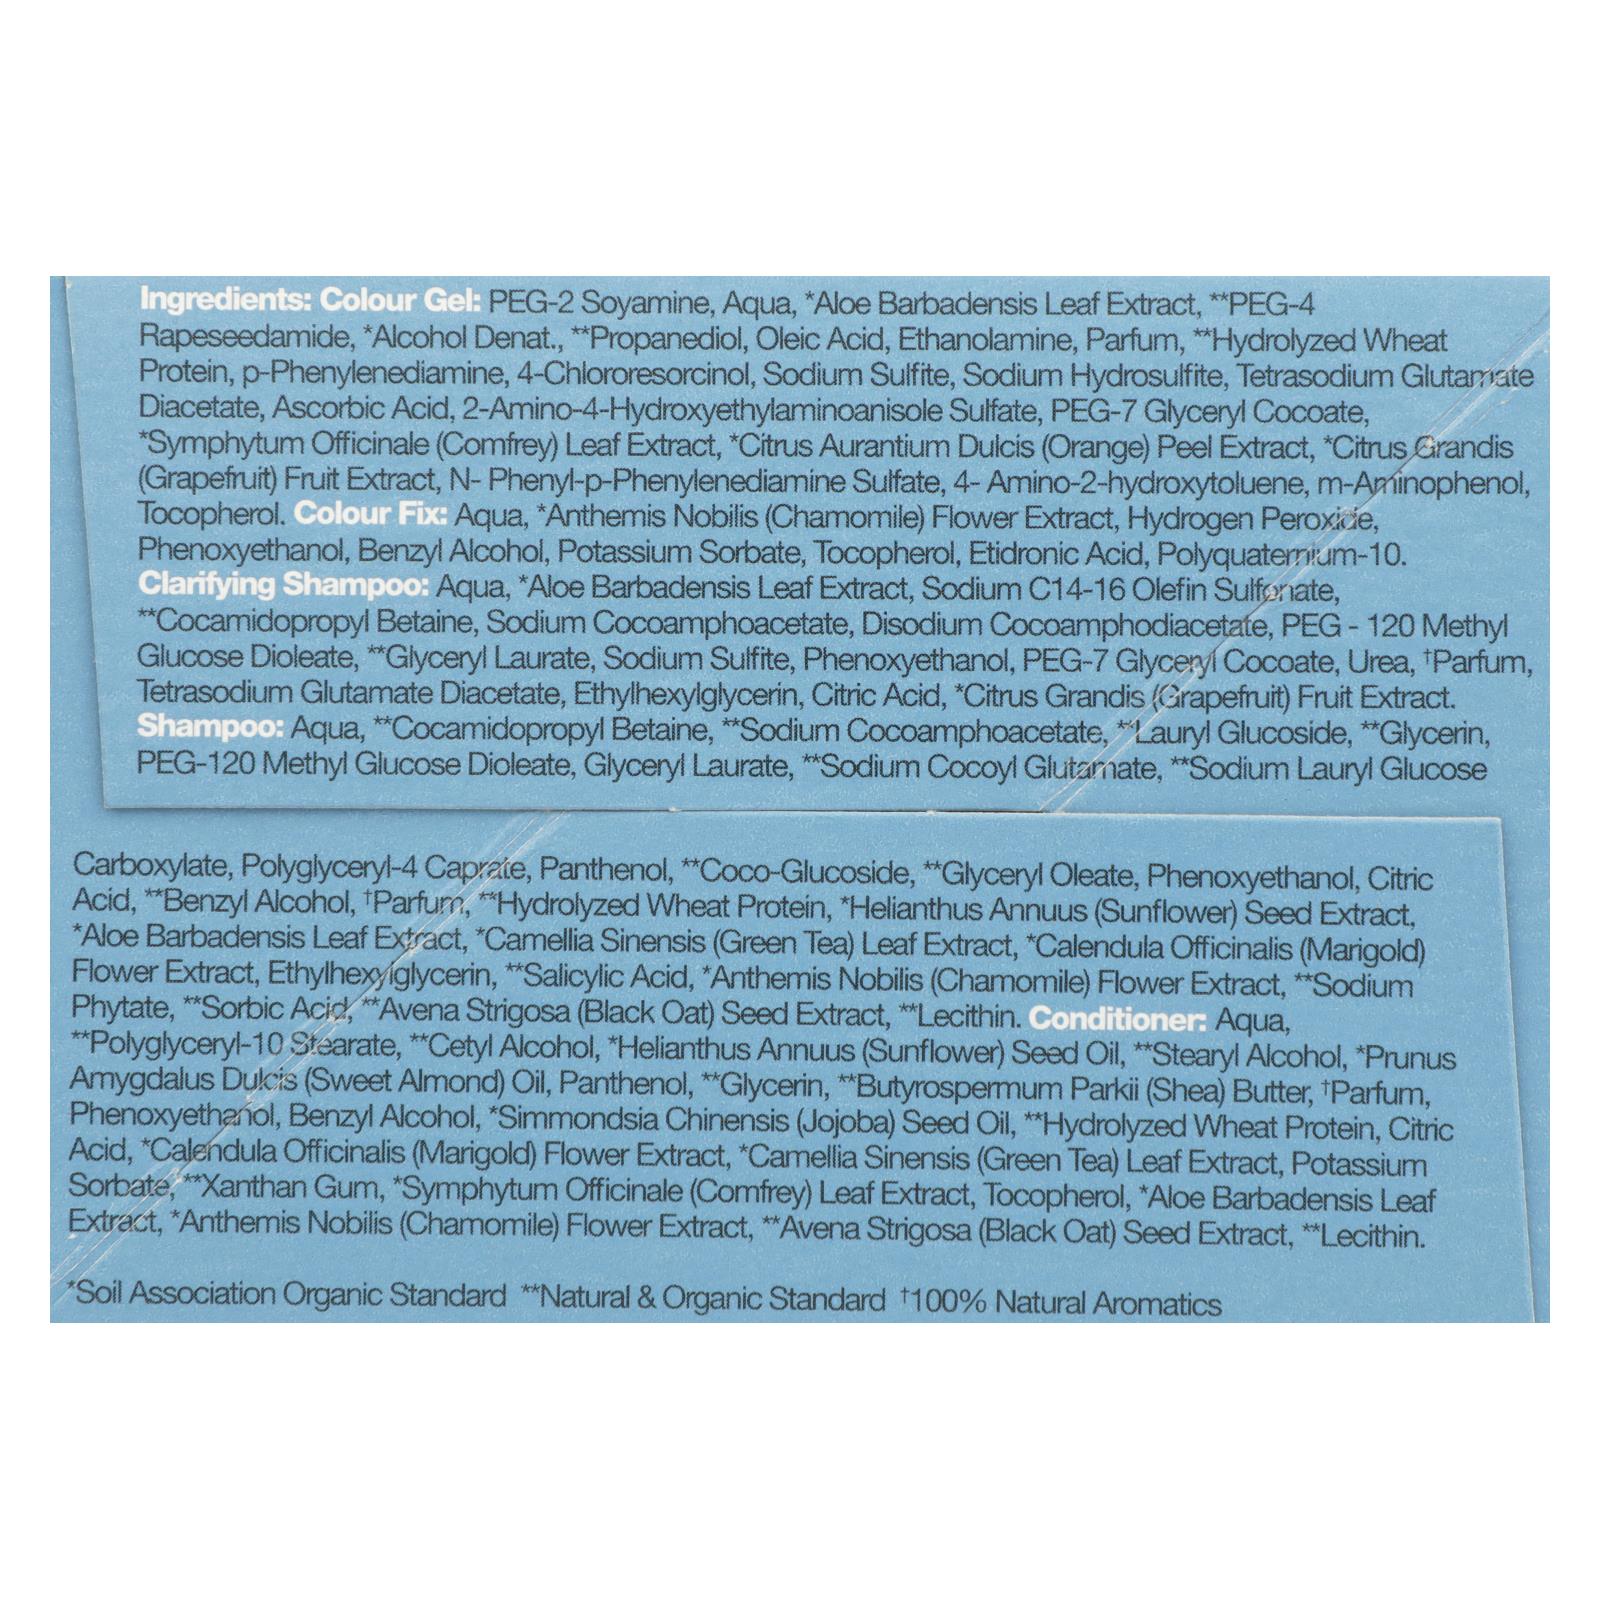 Ingredients: Colour Gel: PEG-2 Soyamine, Aqua, *Aloe Barbadensis Leaf Extract, **PEG-4
Rapeseedamide, *Alcohol Denat., **Propanediol, Oleic Acid, Ethanolamine, Parfum, **Hydrolyzed Wheat
Protein, p-Phenylenediamine, 4-Chlororesorcinol, Sodium Sulfite, Sodium Hydrosulfite, Tetrasodium Glutamate
Diacetate, Ascorbic Acid, 2-Amino-4-Hydroxyethylaminoanisole Sulfate, PEG-7 Glyceryl Cocoate,
*Symphytum Officinale (Comfrey) Leaf Extract, *Citrus Aurantium Dulcis (Orange) Peel Extract, *Citrus Grandis
(Grapefruit) Fruit Extract, N- Phenyl-p-Phenylenediamine Sulfate, 4- Amino-2-hydroxytoluene, m-Aminophenol,
Tocopherol. Colour Fix: Aqua, *Anthemis Nobilis (Chamomile) Flower Extract, Hydrogen Peroxide,
Phenoxyethanol, Benzyl Alcohol, Potassium Sorbate, Tocopherol, Etidronic Acid, Polyquaternium-10.
Clarifying Shampoo: Aqua, *Aloe Barbadensis Leaf Extract, Sodium C14-16 Olefin Sulfonate,
**Cocamidopropyl Betaine, Sodium Cocoamphoacetate, Disodium Cocoamphodiacetate, PEG - 120 Methyl
Glucose Dioleate, **Glyceryl Laurate, Sodium Sulfite, Phenoxyethanol, PEG-7 Glyceryl Cocoate, Urea, †Parfum,
Tetrasodium Glutamate Diacetate, Ethylhexylglycerin, Citric Acid, *Citrus Grandis (Grapefruit) Fruit Extract.
Shampoo: Aqua, **Cocamidopropyl Betaine, **Sodium Cocoamphoacetate, **Lauryl Glucoside, **Glycerin,
PEG-120 Methyl Glucose Dioleate, Glyceryl Laurate, **Sodium Cocoyl Glutamate, **Sodium Lauryl Glucose
Carboxylate, Polyglyceryl-4 Caprate, Panthenol, **Coco-Glucoside, **Glyceryl Oleate, Phenoxyethanol, Citric
Acid, **Benzyl Alcohol, †Parfum, **Hydrolyzed Wheat Protein, *Helianthus Annuus (Sunflower) Seed Extract,
*Aloe Barbadensis Leaf Extract, *Camellia Sinensis (Green Tea) Leaf Extract, *Calendula Officinalis (Marigold)
Flower Extract, Ethylhexylglycerin, **Salicylic Acid, *Anthemis Nobilis (Chamomile) Flower Extract, **Sodium
Phytate, **Sorbic Acid, **Avena Strigosa (Black Oat) Seed Extract, **Lecithin. Conditioner: Aqua,
**Polyglyceryl-10 Stearate, **Cetyl Alcohol, *Helianthus Annuus (Sunflower) Seed Oil, **Stearyl Alcohol, *Prunus
Amygdalus Dulcis (Sweet Almond) Oil, Panthenol, **Glycerin, **Butyrospermum Parkii (Shea) Butter, †Parfum,
Phenoxyethanol, Benzyl Alcohol, *Simmondsia Chinensis (Jojoba) Seed Oil, **Hydrolyzed Wheat Protein, Citric
Acid, *Calendula Officinalis (Marigold) Flower Extract, *Camellia Sinensis (Green Tea) Leaf Extract, Potassium
Sorbate, **Xanthan Gum, *Symphytum Officinale (Comfrey) Leaf Extract, Tocopherol, *Aloe Barbadensis Leaf
Extract, *Anthemis Nobilis (Chamomile) Flower Extract, **Avena Strigosa (Black Oat) Seed Extract, **Lecithin.
*Soil Association Organic Standard **Natural & Organic Standard †100% Natural Aromatics